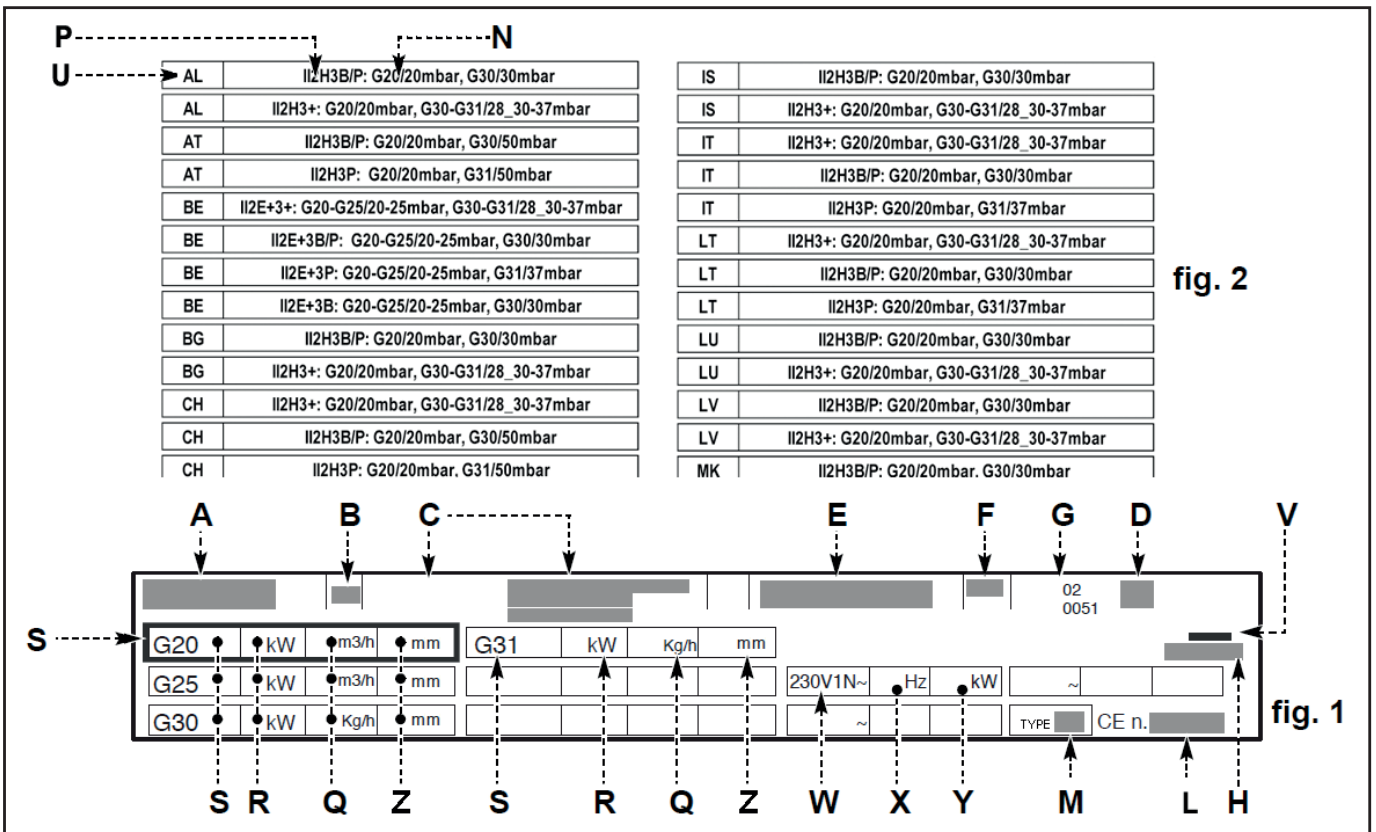 P N
U
AL II2H3B/P: G20/20mbar, G30/30mbar
AL II2H3+: G20/20mbar, G30-G31/28_30-37mbar
AT II2H3B/P: G20/20mbar, G30/50mbar
AT II2H3P: G20/20mbar, G31/50mbar
BE II2E+3+: G20-G25/20-25mbar, G30-G31/28_30-37mbar
BE II2E+3B/P: G20-G25/20-25mbar, G30/30mbar
BE II2E+3P: G20-G25/20-25mbar, G31/37mbar
BE II2E+3B: G20-G25/20-25mbar, G30/30mbar
BG II2H3B/P: G20/20mbar, G30/30mbar
BG II2H3+: G20/20mbar, G30-G31/28_30-37mbar
CH II2H3+: G20/20mbar, G30-G31/28_30-37mbar
CH II2H3B/P: G20/20mbar, G30/50mbar
CH II2H3P: G20/20mbar, G31/50mbar
IS II2H3B/P: G20/20mbar, G30/30mbar
IS II2H3+: G20/20mbar, G30-G31/28_30-37mbar
IT II2H3+: G20/20mbar, G30-G31/28_30-37mbar
IT II2H3B/P: G20/20mbar, G30/30mbar
IT II2H3P: G20/20mbar, G31/37mbar
LT II2H3+: G20/20mbar, G30-G31/28_30-37mbar
LT II2H3B/P: G20/20mbar, G30/30mbar
LT II2H3P: G20/20mbar, G31/37mbar
LU II2H3B/P: G20/20mbar, G30/30mbar
LU II2H3+: G20/20mbar, G30-G31/28_30-37mbar
LV II2H3B/P: G20/20mbar, G30/30mbar
LV II2H3+: G20/20mbar, G30-G31/28_30-37mbar
MK II2H3B/P: G20/20mbar, G30/30mbar
fig. 2
A B C E F G D V
02
0051
S
G20 kW m3/h mm G31 kW Kg/h mm
G25 kW m3/h mm 230V1N~ Hz kW ~
G30 kW Kg/h mm ~ TYPE CE n.
fig. 1
S R Q Z S R Q Z W X Y M L H